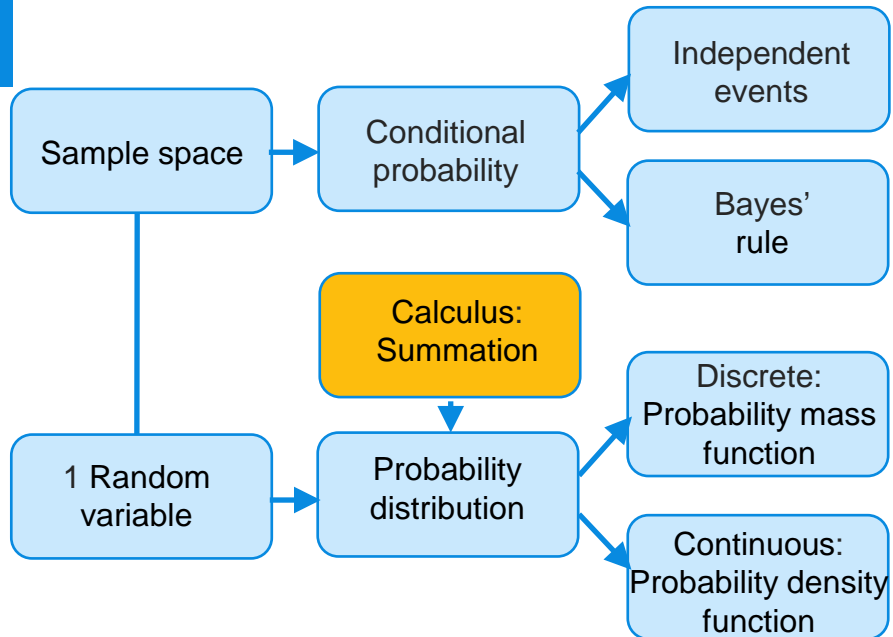 Sample space
Conditional
probability
Independent
events
Bayes’
rule
Calculus:
Summation
1 Random
variable
Probability
distribution
Discrete:
Probability mass
function
Continuous:
Probability density
function